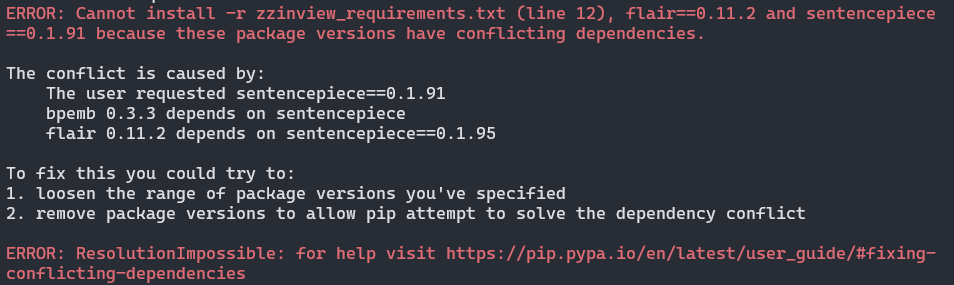 ERROR: Cannot install -r zzinview_requirements.txt (line 12), flair==0.11.2 and sentencepiece
==0.1.91 because these package versions have conflicting dependencies.
The conflict is caused by:
The user requested sentencepiece==0.1.91
bpemb 0.3.3 depends on sentencepiece
flair 0.11.2 depends on sentencepiece==0.1.95
To fix this you could try to:
1. loosen the range of package versions you've specified
2. remove package versions to allow pip attempt to solve the dependency conflict
ERROR: ResolutionImpossible: for help visit https://pip.pypa.io/en/latest/user_guide/#fixing-
conflicting-dependencies